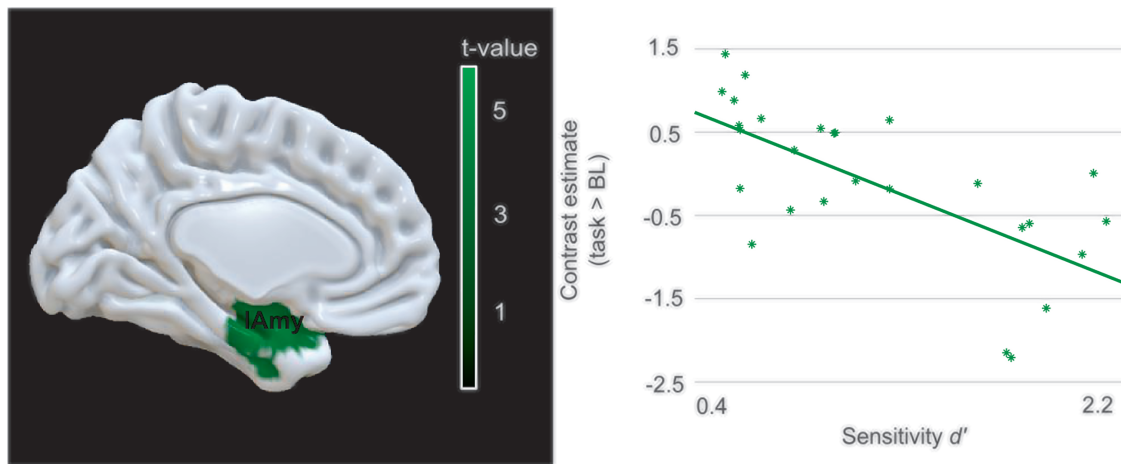 t-value
5
3
1
lAmy
Contrast estimate
(task > BL)
1.5
0.5
-0.5
-1.5
-2.5
0.4
2.2
Sensitivity d′